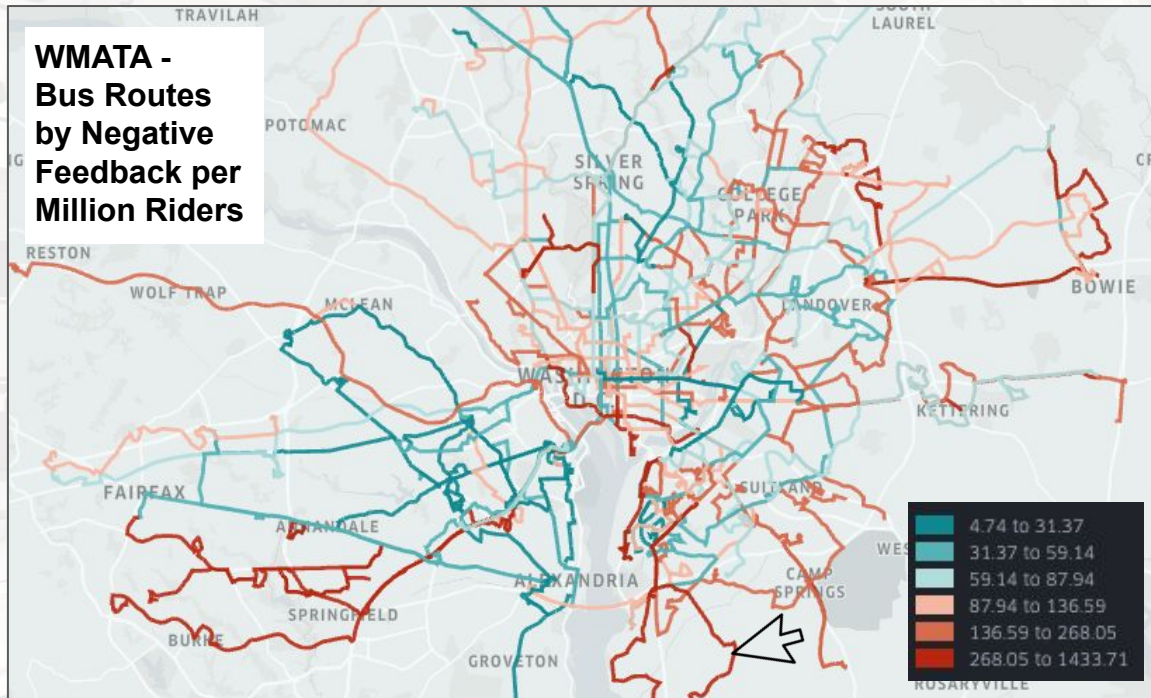 TRAVILAH
SOUTH
LAUREL
WMATA -
Bus Routes
by Negative
Feedback per
Million Riders
POTOMAC
SILVER
SPRING
COLLEGE
PARK
RESTON
WOLF TRAP
MCLEAN
LANDOVER
BOWIE
WASHINGTON
KETTERING
FAIRFAX
SUITLAND
ANNANDALE
WES
ALEXANDRIA
CAMP
SPRINGS
SPRINGFIELD
BURKE
GROVETON
ROSARYVILLE
4.74 to 31.37
31.37 to 59.14
59.14 to 87.94
87.94 to 136.59
136.59 to 268.05
268.05 to 1433.71